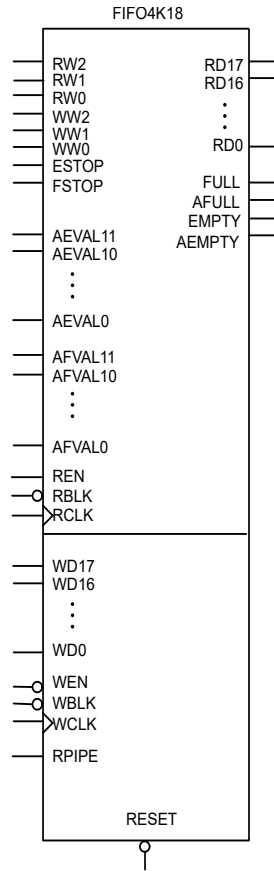 FIFO4K18
RW2
RD17
RW1
RD16
RW0
WW2
WW1
RD0
WW0
ESTOP
FSTOP
FULL
AFULL
EMPTY
AEVAL11
AEMPTY
AEVAL10
AEVAL0
AFVAL11
AFVAL10
AFVAL0
REN
RBLK
RCLK
WD17
WD16
WD0
WEN
WBLK
WCLK
RPIPE
RESET